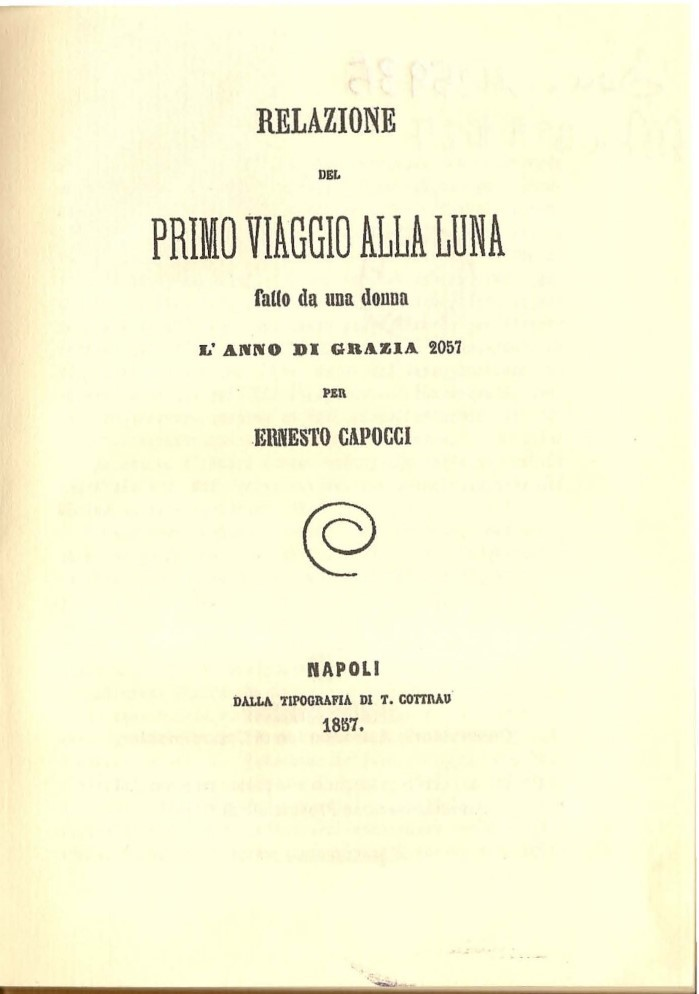 RELAZIONE
DEL
PRIMO VIAGGIO ALLA LUNA
fatto da una donna
L' ANNO DI GRAZIA 2057
PER
ERNESTO CAPOCCI
NAPOLI
DALLA TIPOGRAFIA DI T. COTTRAU
1857.